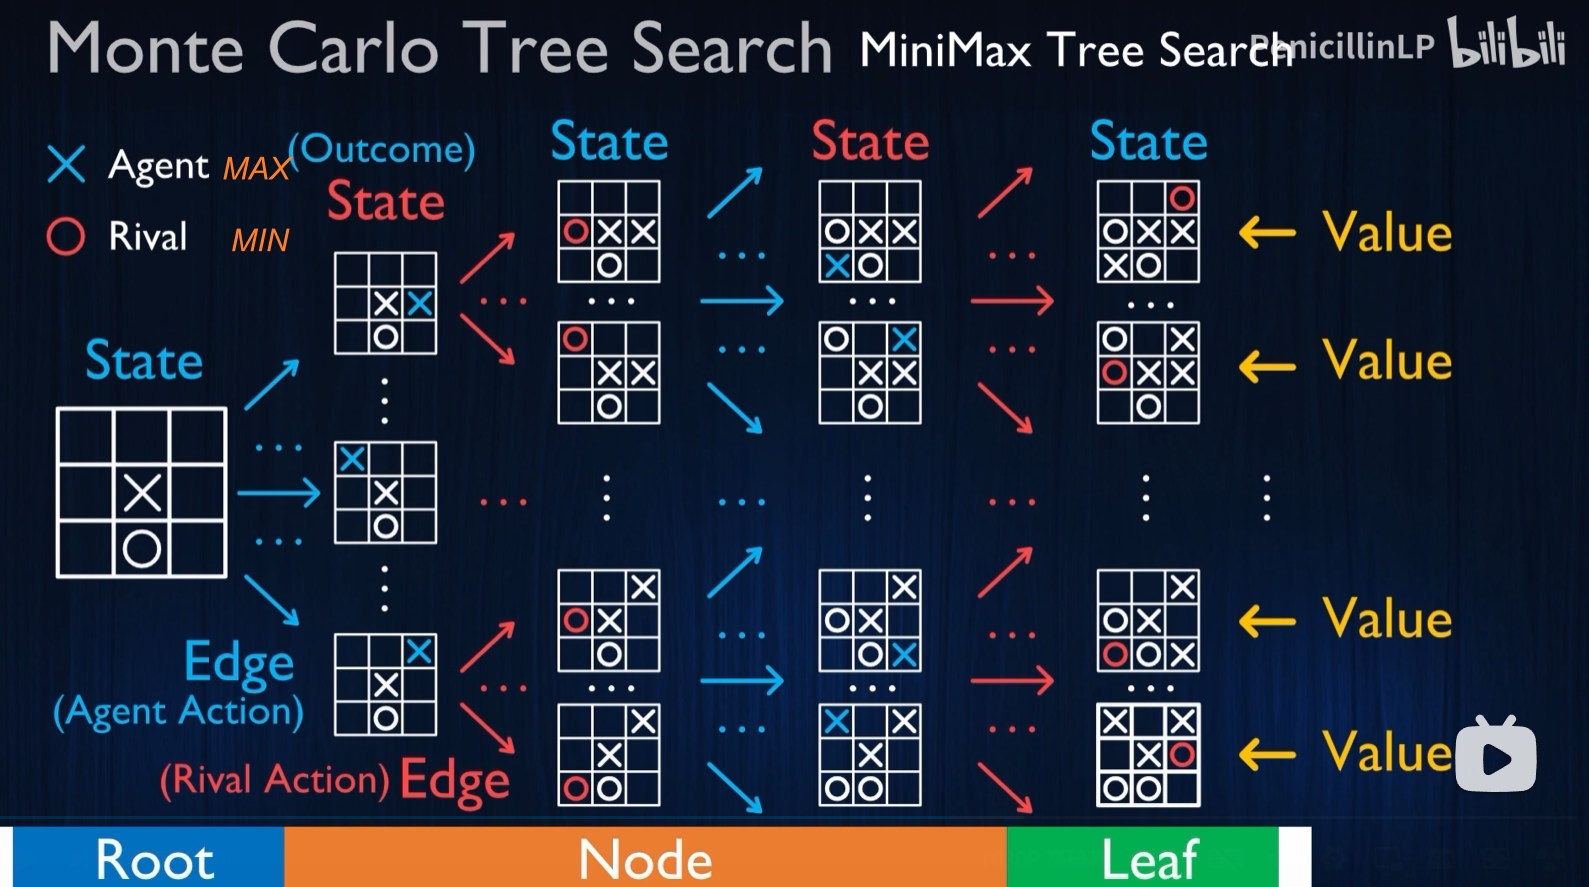 Monte Carlo Tree Search MiniMax Tree Search
PenicillinLP bilibili
Agent MAX
Rival MIN
(Outcome)
State
State
State
State
State
Edge
(Agent Action)
(Rival Action) Edge
← Value
← Value
← Value
← Value
Root
Node
Leaf